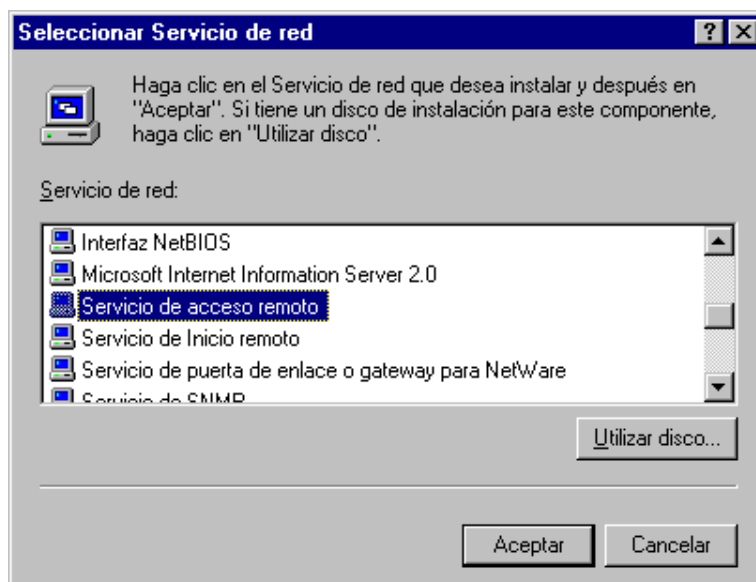 Seleccionar Servicio de red
Haga clic en el Servicio de red que desea instalar y después en
"Aceptar". Si tiene un disco de instalación para este componente,
haga clic en "Utilizar disco".
Servicio de red:
Interfaz NetBIOS
Microsoft Internet Information Server 2.0
Servicio de acceso remoto
Servicio de Inicio remoto
Servicio de puerta de enlace o gateway para NetWare
Servicio de SNMP
Utilizar disco...
Aceptar
Cancelar